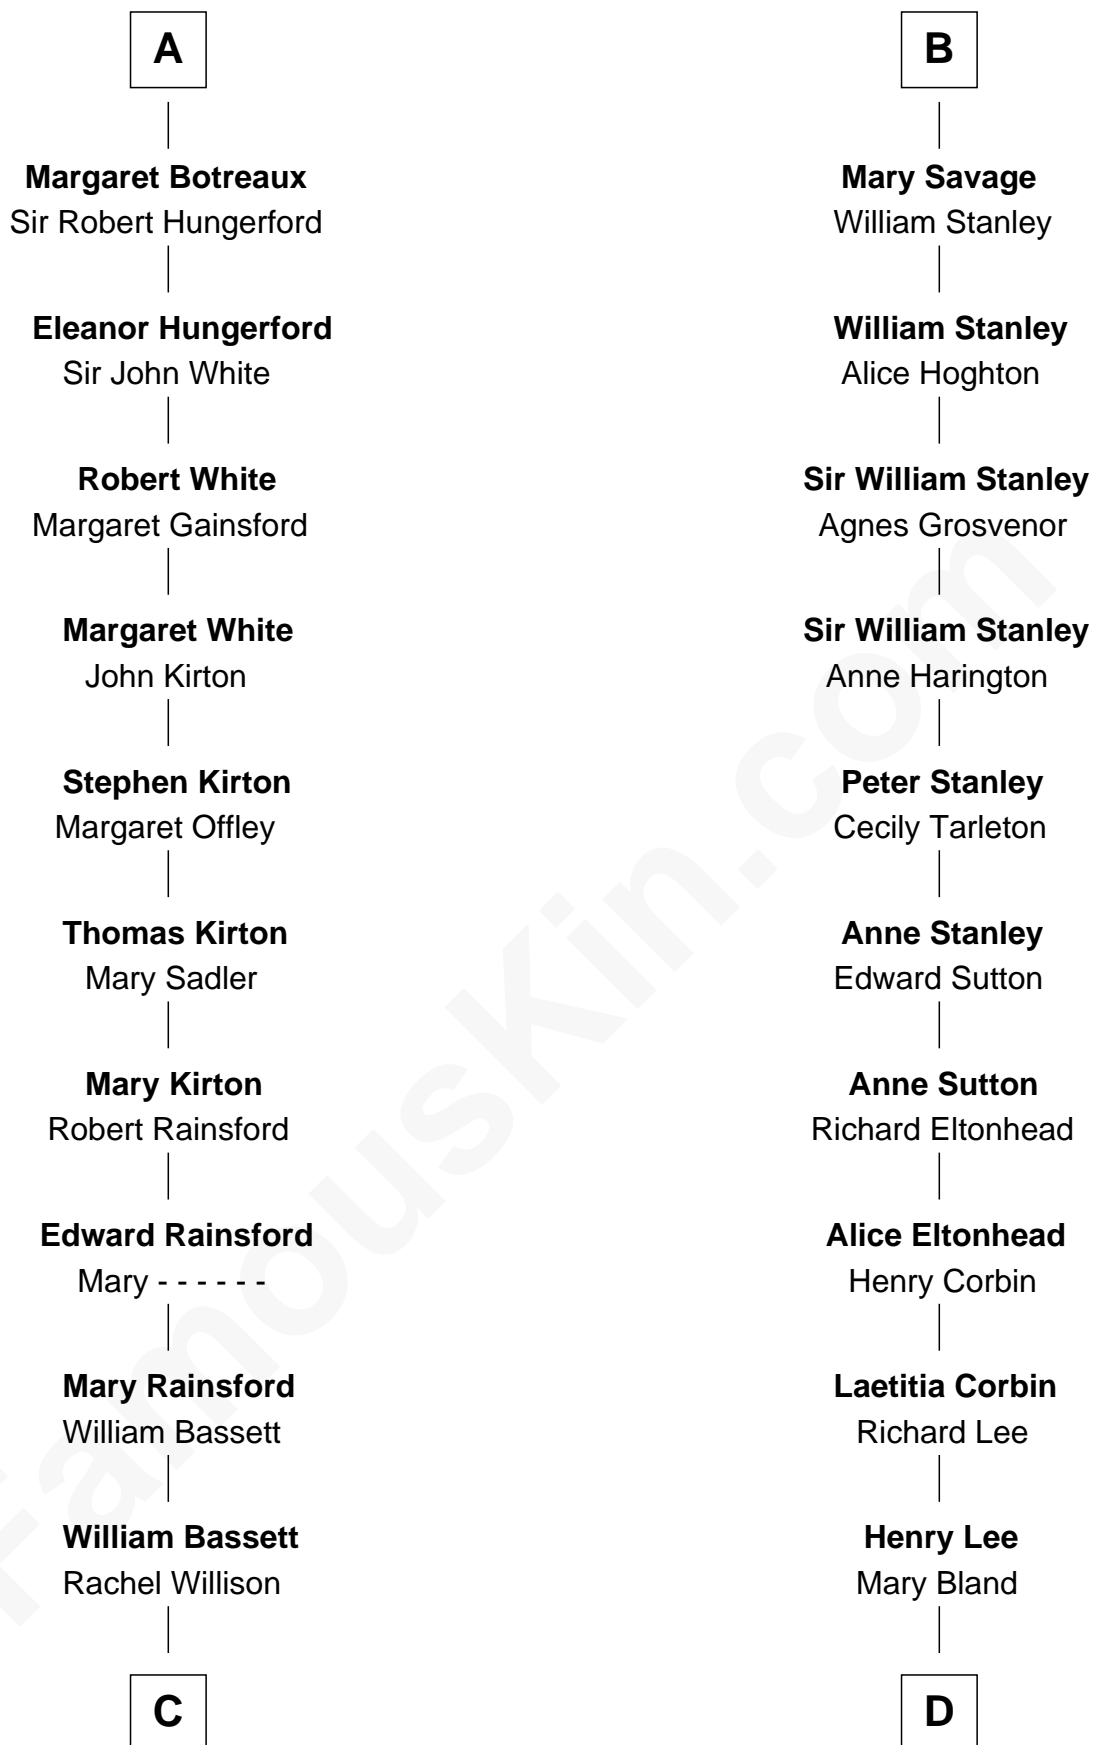 A
Margaret Botreaux
Sir Robert Hungerford
Eleanor Hungerford
Sir John White
Robert White
Margaret Gainsford
Margaret White
John Kirton
Stephen Kirton
Margaret Offley
Thomas Kirton
Mary Sadler
Mary Kirton
Robert Rainsford
Edward Rainsford
Mary - - - - - -
Mary Rainsford
William Bassett
William Bassett
Rachel Willison
C
B
Mary Savage
William Stanley
William Stanley
Alice Hoghton
Sir William Stanley
Agnes Grosvenor
Sir William Stanley
Anne Harington
Peter Stanley
Cecily Tarleton
Anne Stanley
Edward Sutton
Anne Sutton
Richard Eltonhead
Alice Eltonhead
Henry Corbin
Laetitia Corbin
Richard Lee
Henry Lee
Mary Bland
D
FamousKin.com